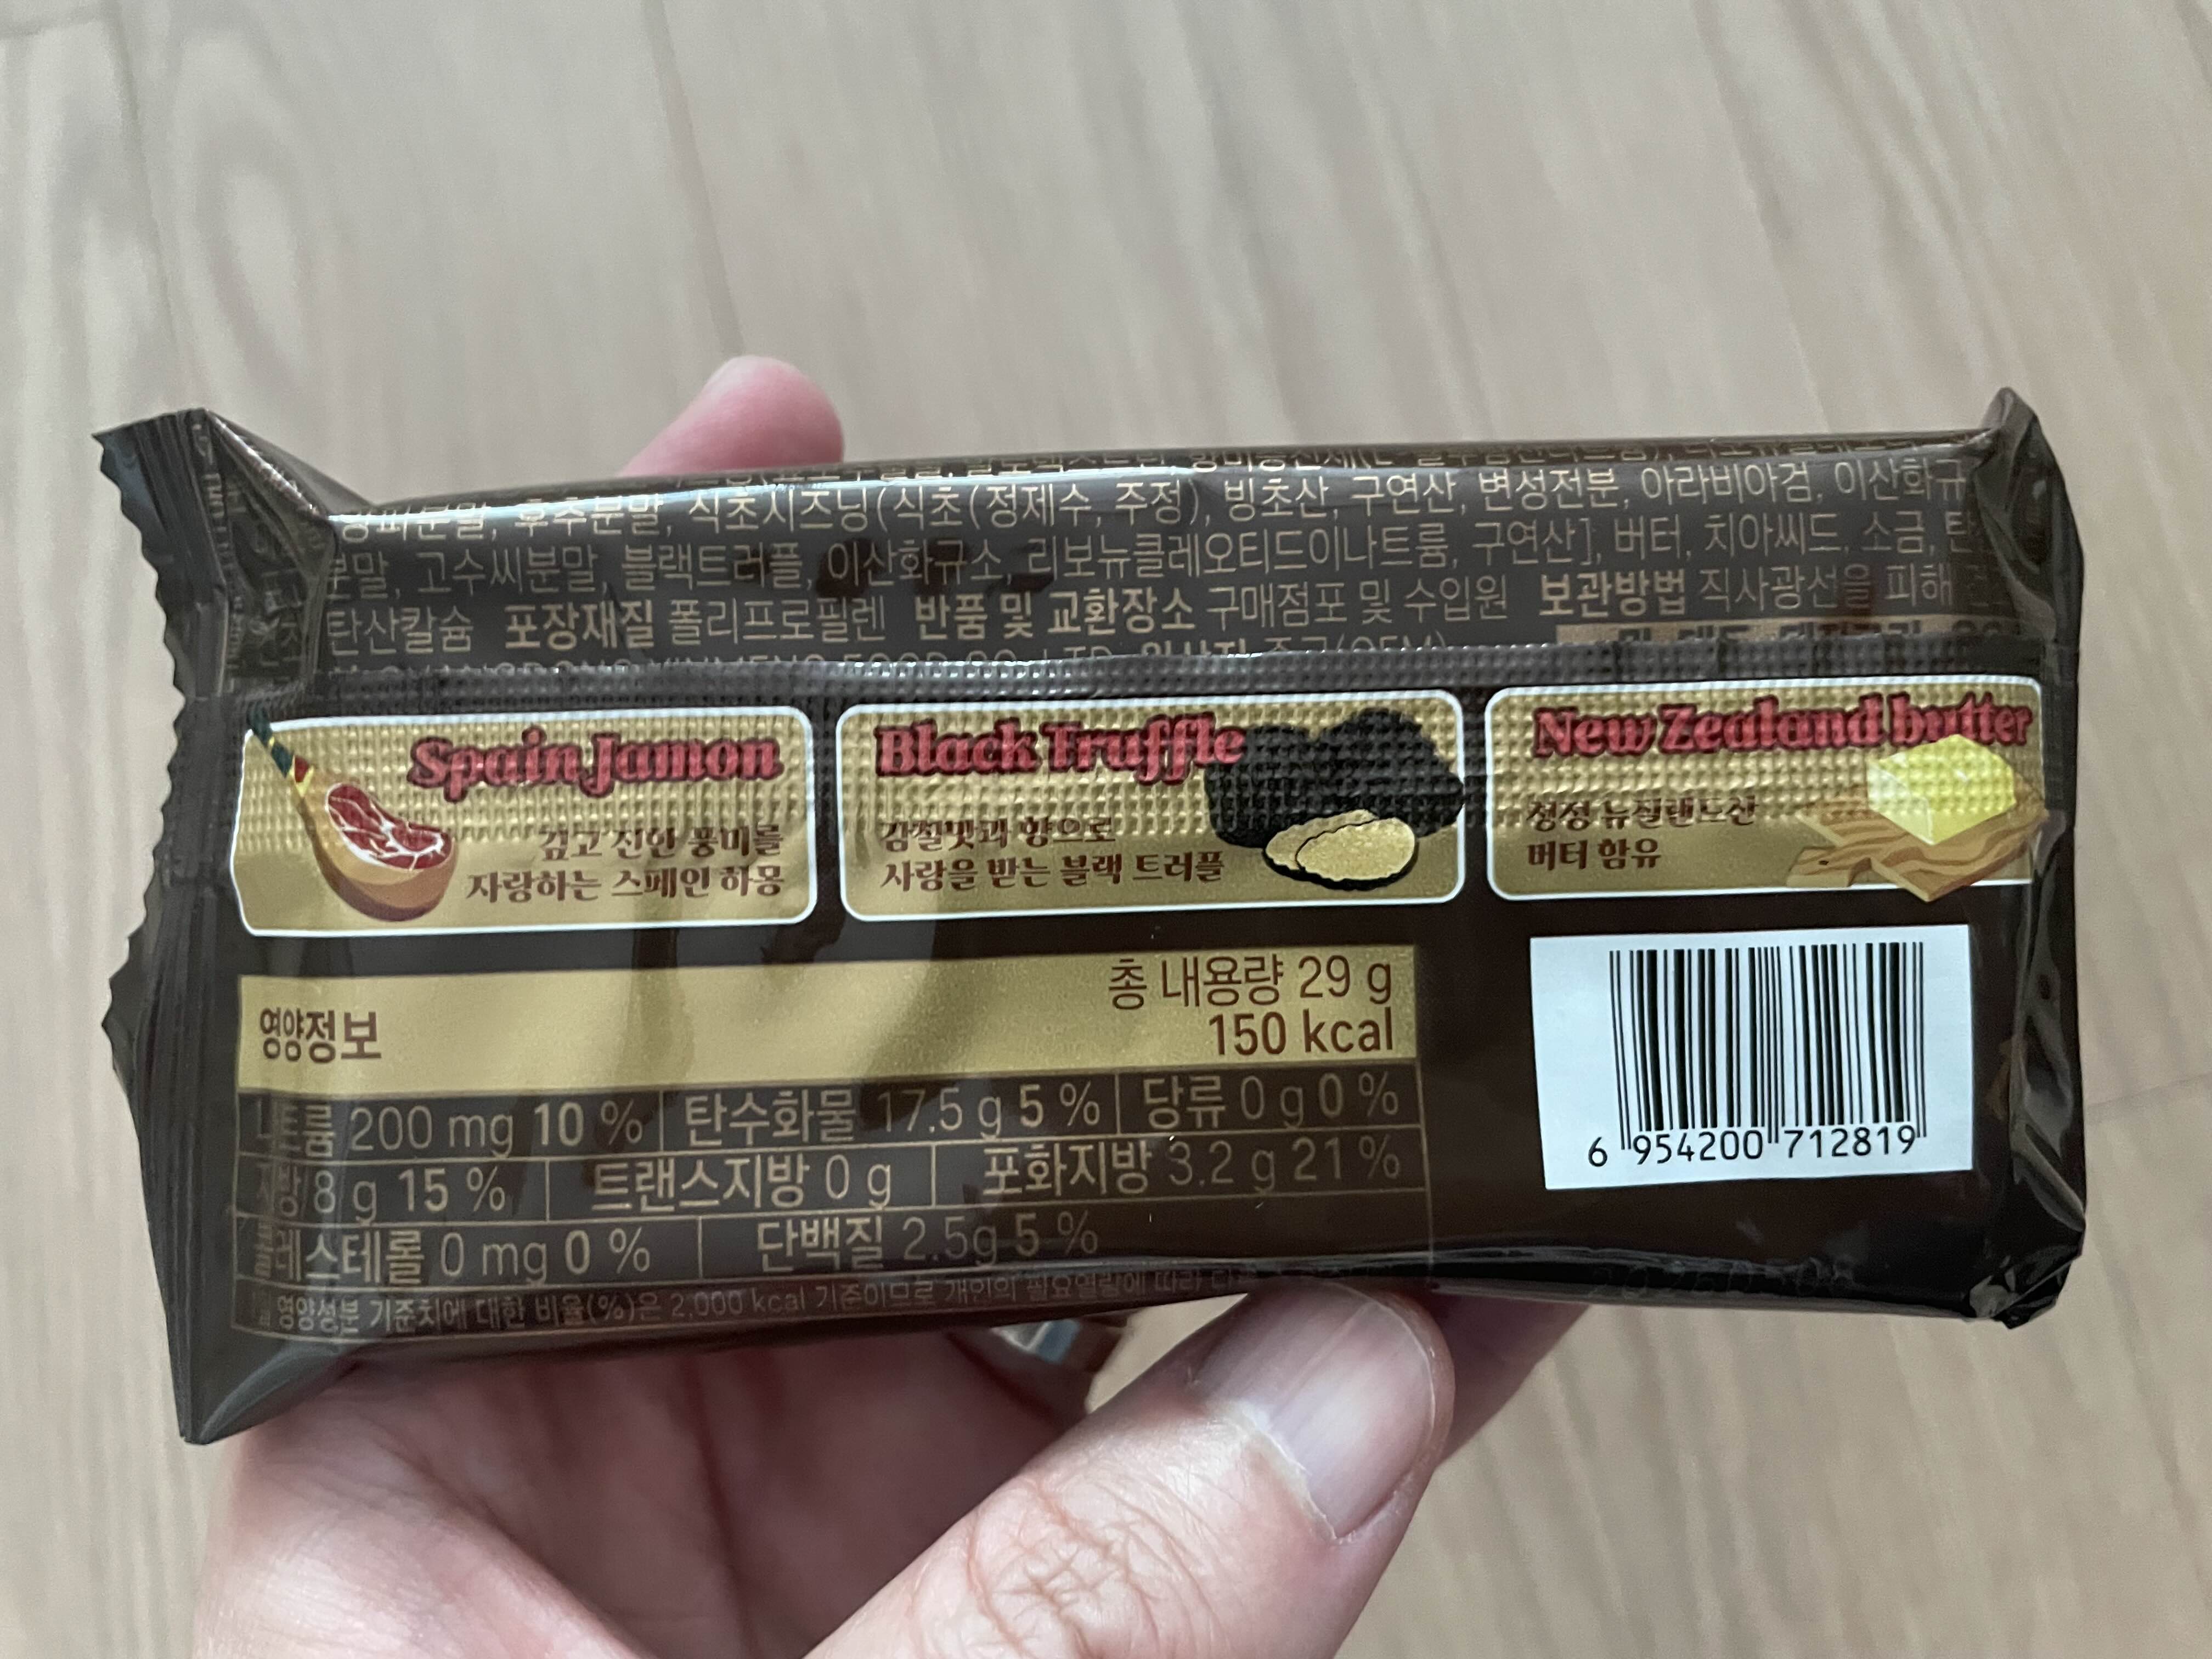 후추분말, 식초시즈닝(식초(정제수, 주정), 빙초산, 구연산, 변성전분, 아라비아검, 이산화규
분말, 고수씨분말, 블랙트러플, 이산화규소, 리보뉴클레오티드이나트륨, 구연산], 버터, 치아씨드, 소금, 탄
탄산칼슘 포장재질 폴리프로필렌 반품 및 교환장소 구매점포 및 수입원 보관방법 직사광선을 피해
Spain Jamon
깊고 진한 풍미를
자랑하는 스페인 하몽
Black Truffle
감칠맛과 향으로
사랑을 받는 블랙 트러플
New Zealand butter
청정 뉴질랜드산
버터 함유
영양정보
총 내용량 29 g
150 kcal
나트륨 200 mg 10 % 탄수화물 17.5 g 5 % 당류 0 g 0 %
지방 8 g 15 % 트랜스지방 0 g 포화지방 3.2 g 21 %
콜레스테롤 0 mg 0 % 단백질 2.5g 5 %
영양성분 기준치에 대한 비율(%)은 2,000 kcal 기준이므로 개인의 필요열량에 따라
6 954200 712819